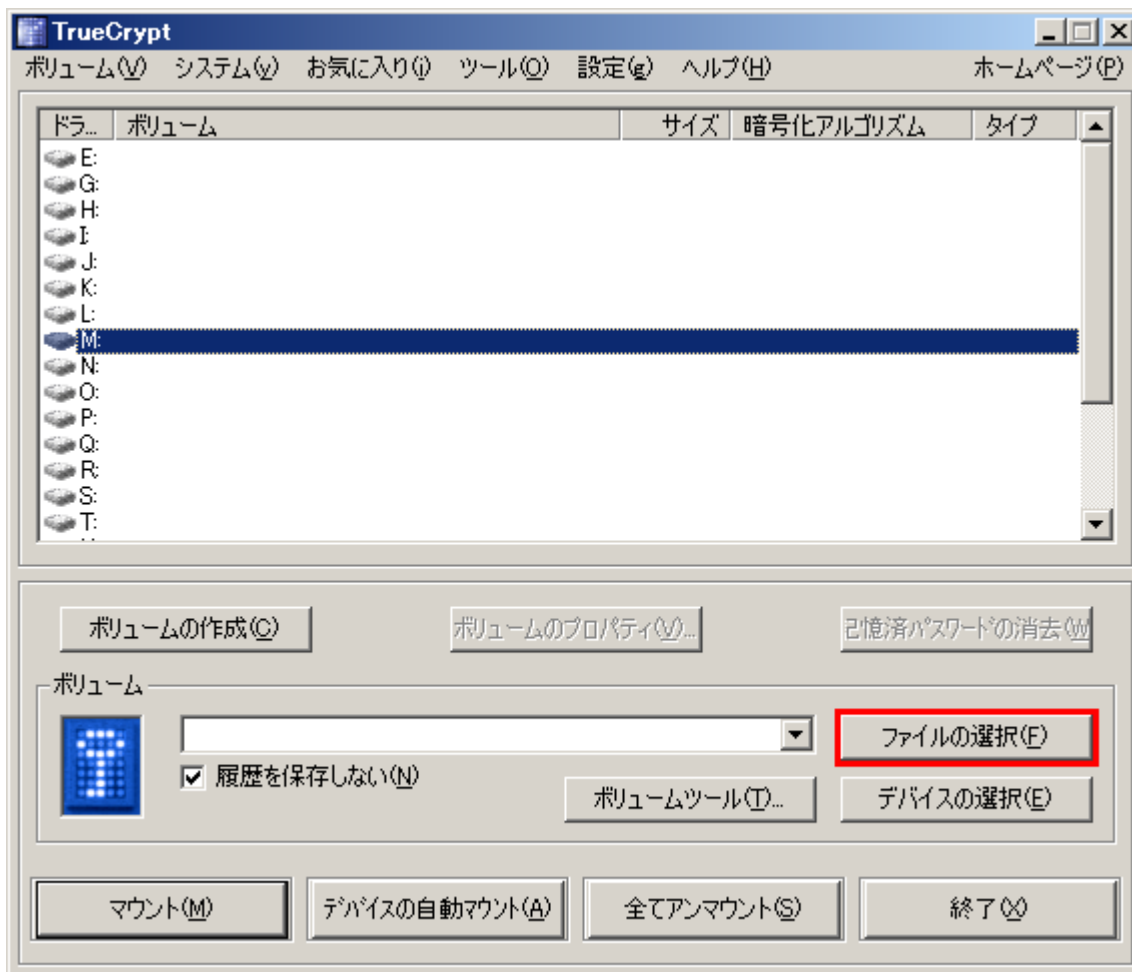 TrueCrypt
ボリューム(V) システム(y) お気に入り(i) ツール(O) 設定(g) ヘルプ(H) ホームページ(P)
ドラ... ボリューム サイズ 暗号化アルゴリズム タイプ
E:
G:
H:
I:
J:
K:
L:
M:
N:
O:
P:
Q:
R:
S:
T:
ボリュームの作成(C) ボリュームのプロパティ(V)... 記憶済パスワードの消去(W
ボリューム
ファイルの選択(F)
履歴を保存しない(N)
ボリュームツール(T)... デバイスの選択(E)
マウント(M) デバイスの自動マウント(A) 全てアンマウント(S) 終了(X)